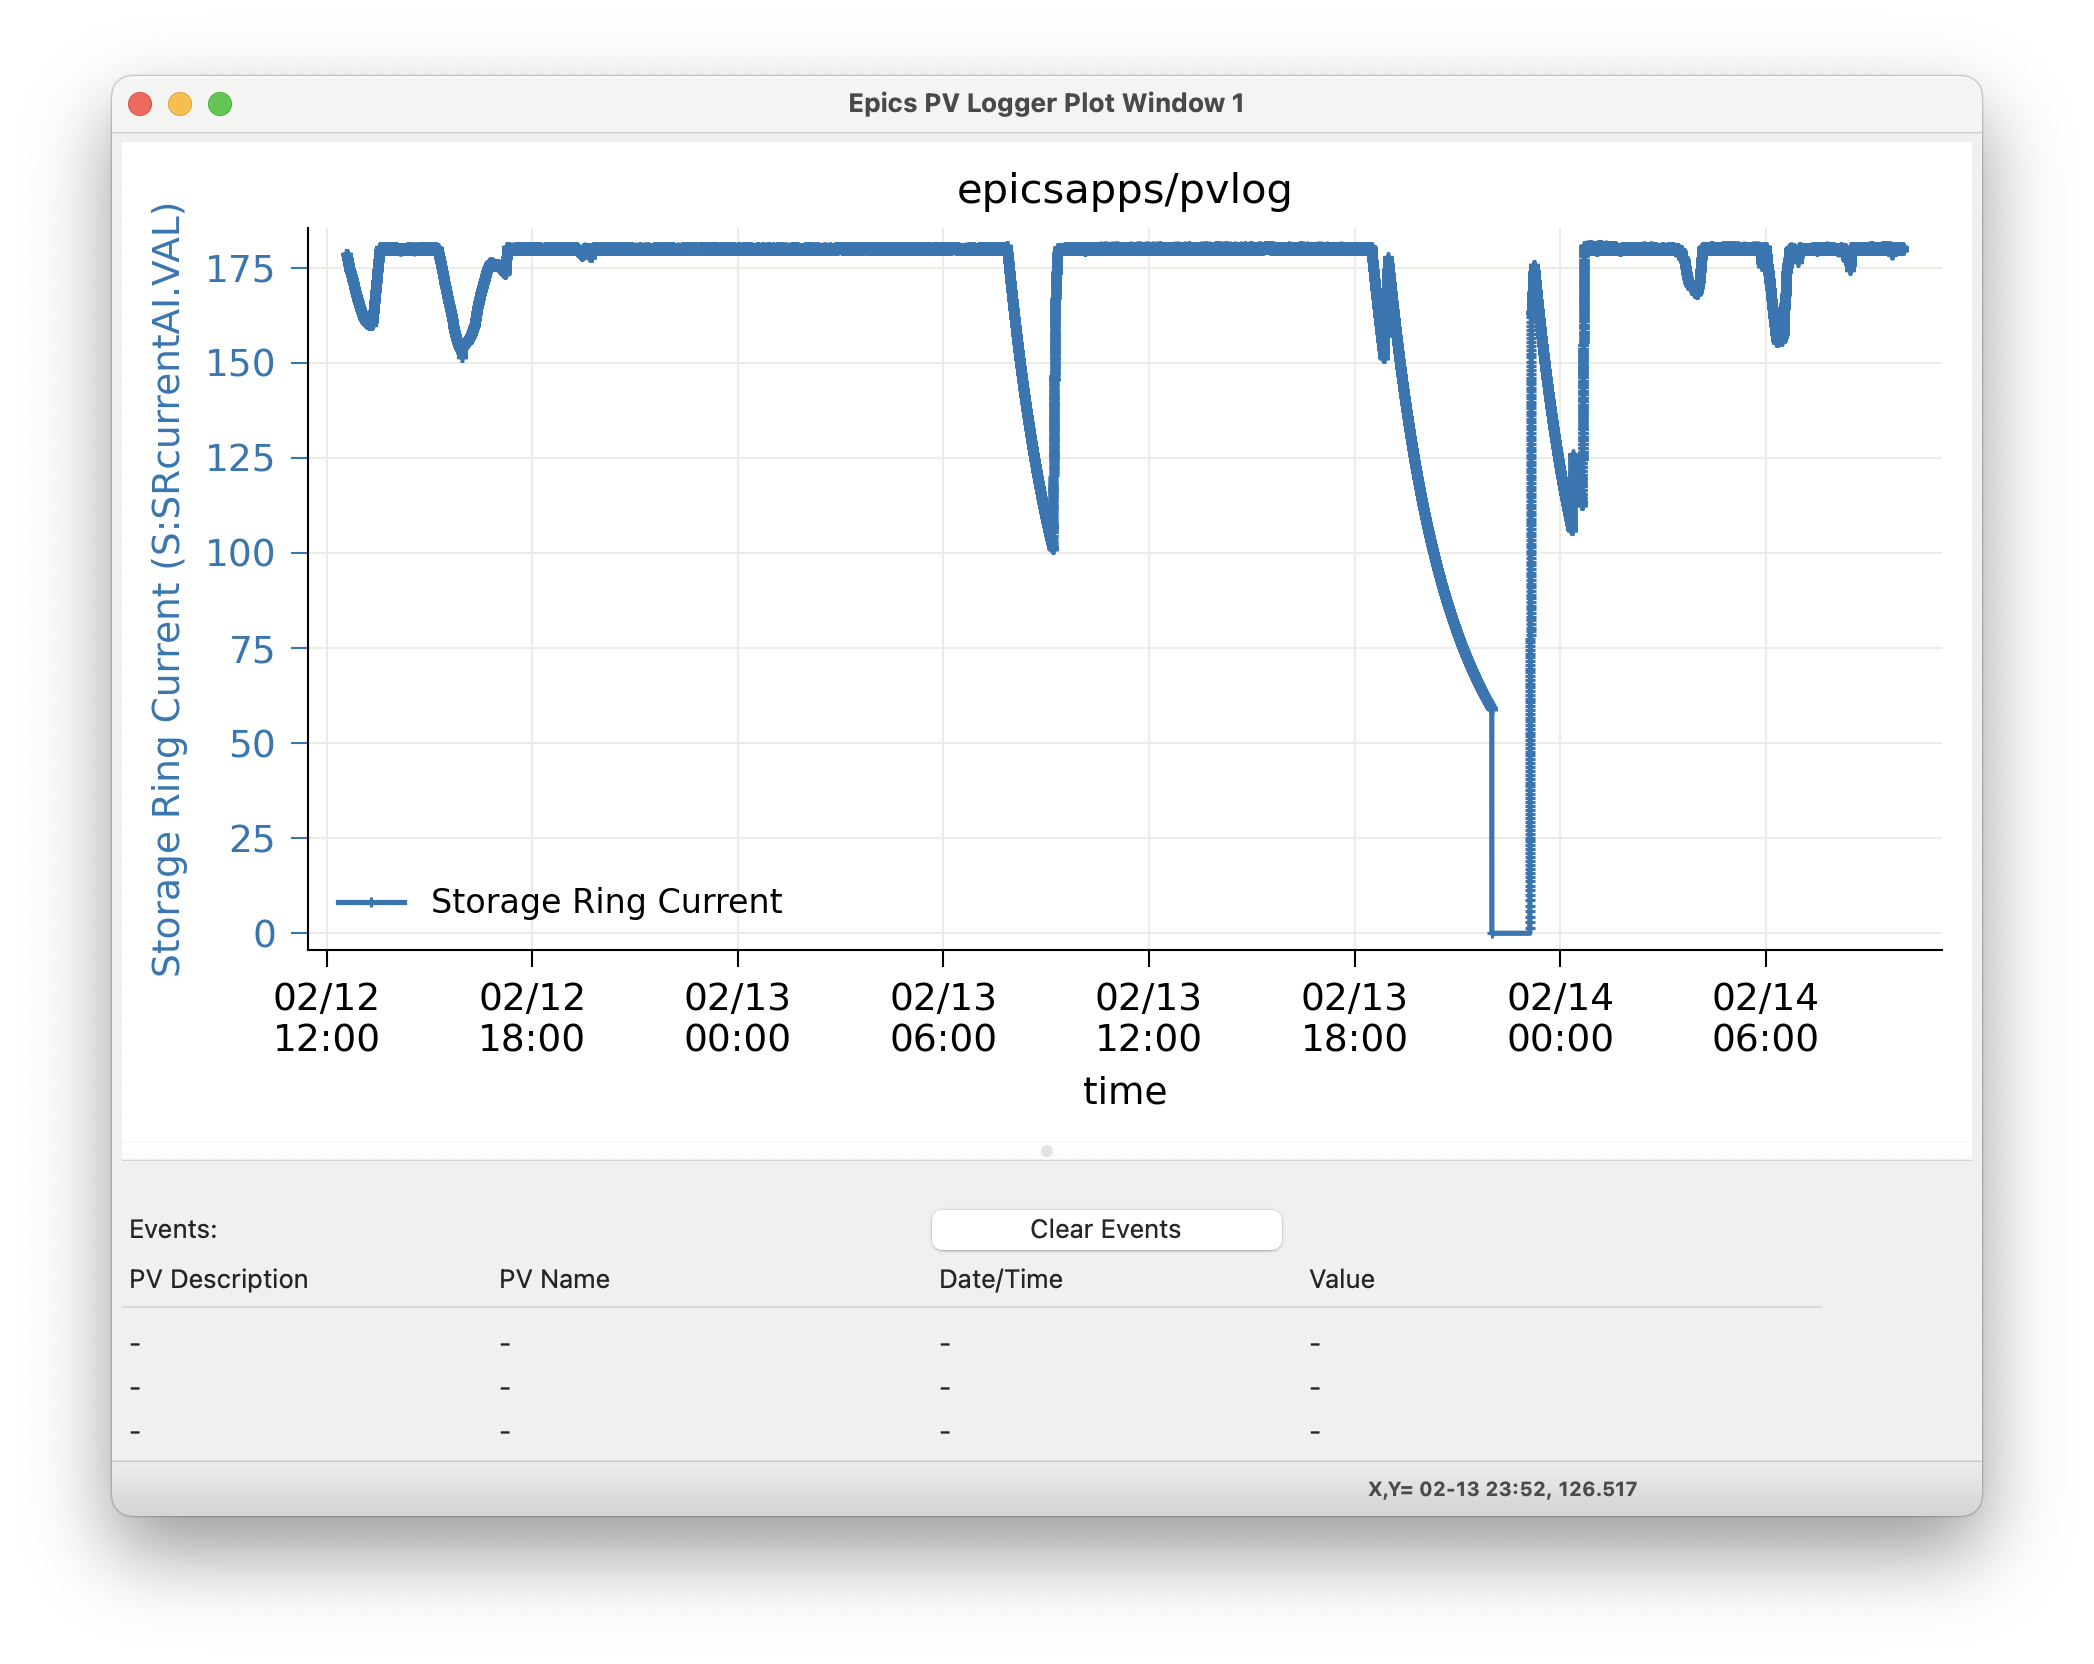 Epics PV Logger Plot Window 1
epicsapps/pvlog
Storage Ring Current (S:SRcurrentAI.VAL)
175
150
125
100
75
50
25
0
Storage Ring Current
02/12 12:00
02/12 18:00
02/13 00:00
02/13 06:00
02/13 12:00
02/13 18:00
02/14 00:00
02/14 06:00
time
Events:
Clear Events
PV Description PV Name Date/Time Value
- - - -
- - - -
- - - -
X,Y= 02-13 23:52, 126.517